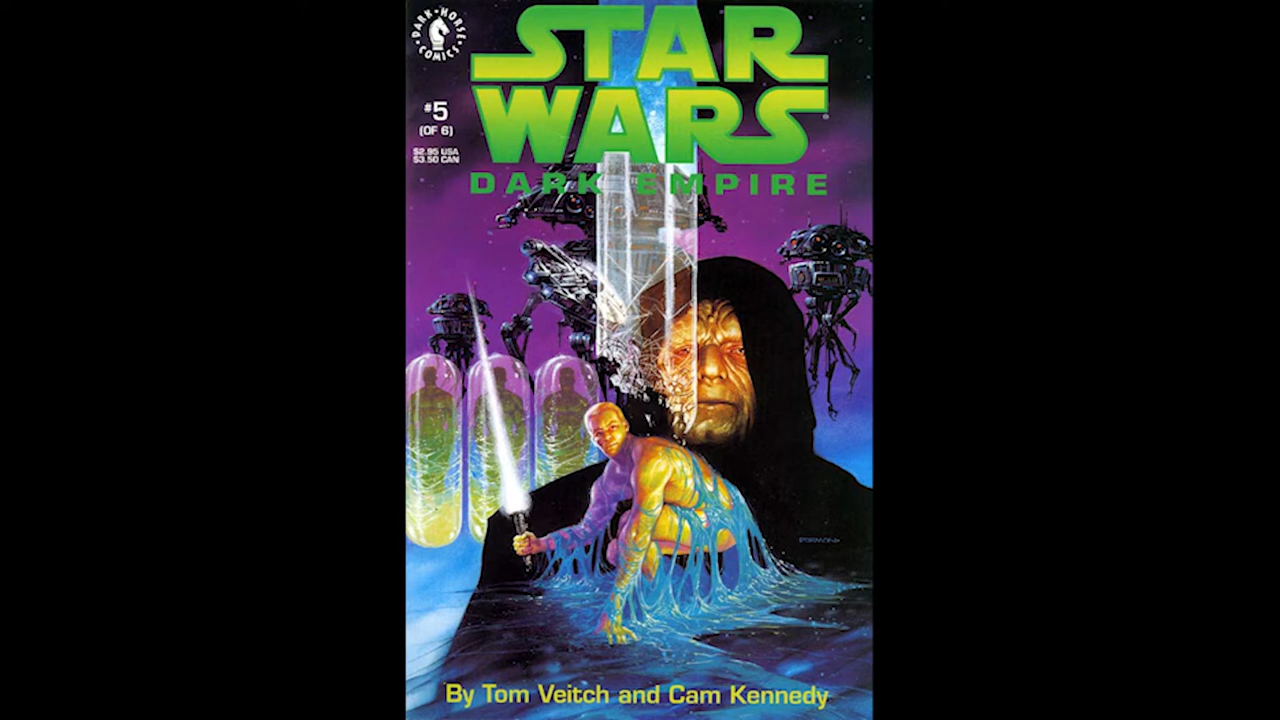 DARK HORSE COMICS
STAR
WARS®
DARK EMPIRE
#5
(OF 6)
$2.95 USA
$3.50 CAN
By Tom Veitch and Cam Kennedy